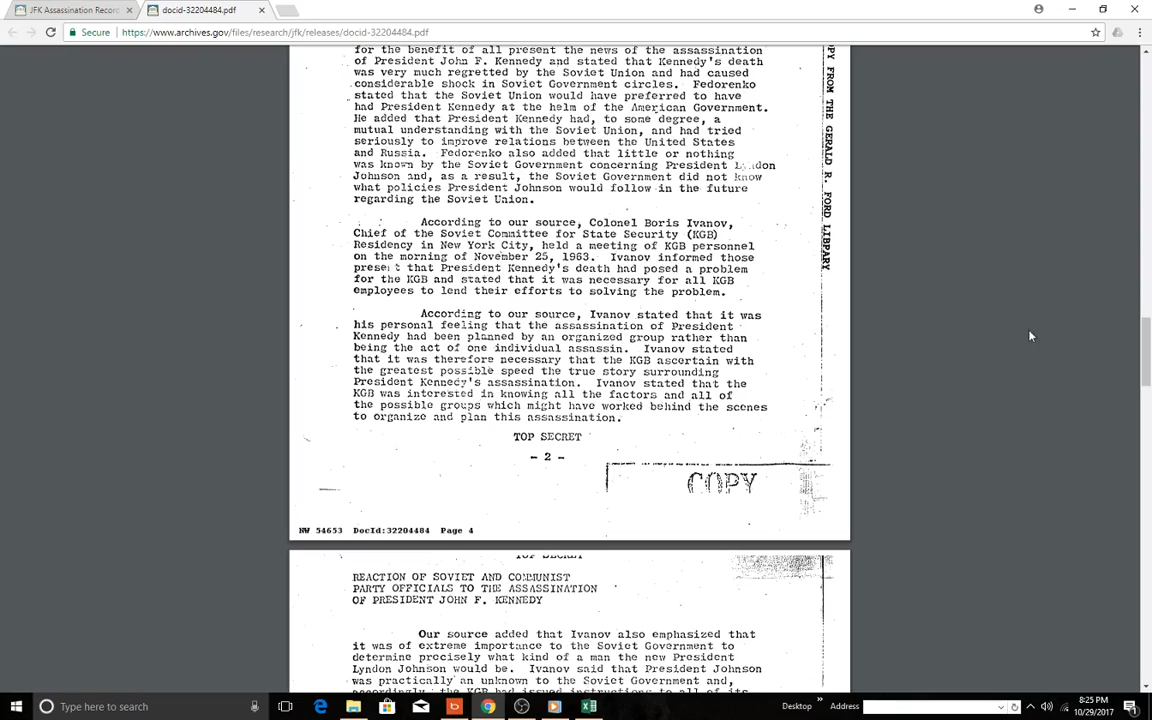 JFK Assassination Record
docid-32204484.pdf
Secure
https://www.archives.gov/files/research/jfk/releases/docid-32204484.pdf
for the benefit of all present the news of the assassination
of President John F. Kennedy and stated that Kennedy's death
was very much regretted by the Soviet Union and had caused
considerable shock in Soviet Government circles. Fedorenko
stated that the Soviet Union would have preferred to have
had President Kennedy at the helm of the American Government.
He added that President Kennedy had, to some degree, a
mutual understanding with the Soviet Union, and had tried
seriously to improve relations between the United States
and Russia. Fedorenko also added that little or nothing
was known by the Soviet Government concerning President Lyndon
Johnson and, as a result, the Soviet Government did not know
what policies President Johnson would follow in the future
regarding the Soviet Union.
According to our source, Colonel Boris Ivanov,
Chief of the Soviet Committee for State Security (KGB)
Residency in New York City, held a meeting of KGB personnel
on the morning of November 25, 1963. Ivanov informed those
present that President Kennedy's death had posed a problem
for the KGB and stated that it was necessary for all KGB
employees to lend their efforts to solving the problem.
According to our source, Ivanov stated that it was
his personal feeling that the assassination of President
Kennedy had been planned by an organized group rather than
being the act of one individual assassin. Ivanov stated
that it was therefore necessary that the KGB ascertain with
the greatest possible speed the true story surrounding
President Kennedy's assassination. Ivanov stated that the
KGB was interested in knowing all the factors and all of
the possible groups which might have worked behind the scenes
to organize and plan this assassination.
TOP SECRET
- 2 -
COPY
OPY FROM THE GERALD R. FORD LIBRARY
NW 54653 DocId:32204484 Page 4
TOP SECRET
REACTION OF SOVIET AND COMMUNIST
PARTY OFFICIALS TO THE ASSASSINATION
OF PRESIDENT JOHN F. KENNEDY
Our source added that Ivanov also emphasized that
it was of extreme importance to the Soviet Government to
determine precisely what kind of a man the new President
Lyndon Johnson would be. Ivanov said that President Johnson
was practically an unknown to the Soviet Government and,
accordingly, the KGB had issued instructions to all of its
Type here to search
Desktop
Address
8:25 PM
10/29/2017